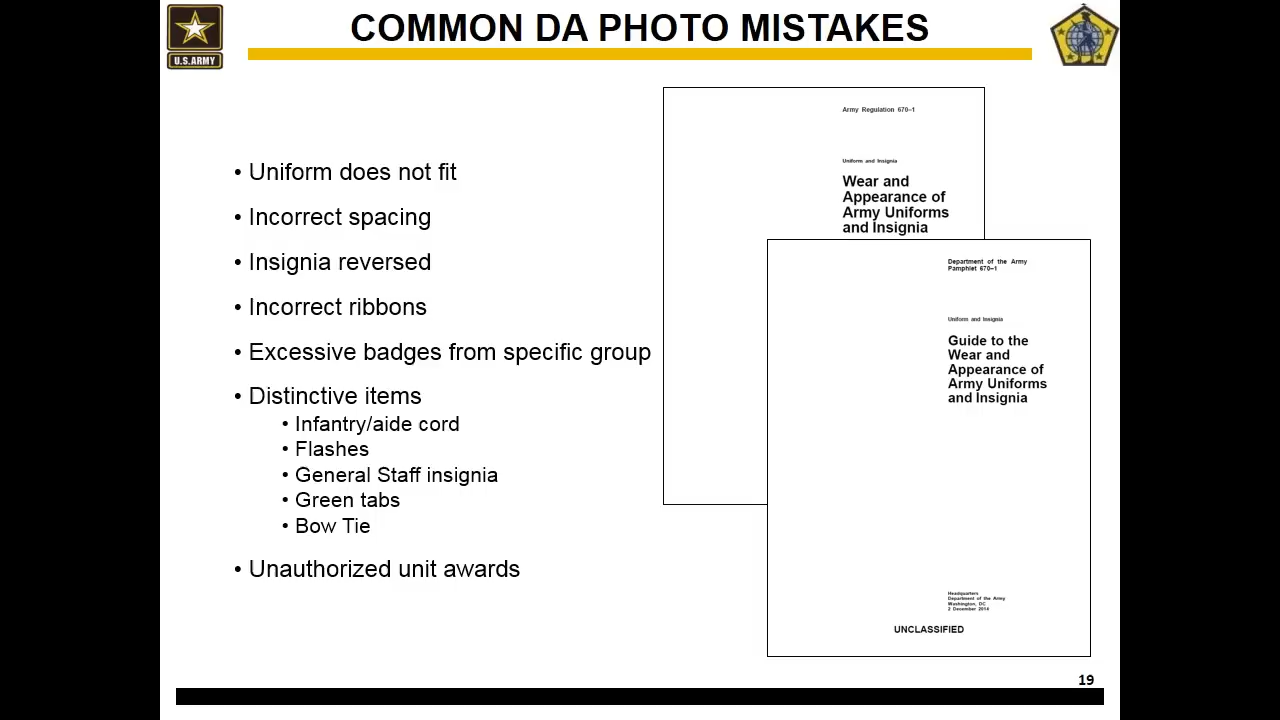 COMMON DA PHOTO MISTAKES
U.S.ARMY
• Uniform does not fit
• Incorrect spacing
• Insignia reversed
• Incorrect ribbons
• Excessive badges from specific group
• Distinctive items
• Infantry/aide cord
• Flashes
• General Staff insignia
• Green tabs
• Bow Tie
• Unauthorized unit awards
Army Regulation 670–1
Uniform and Insignia
Wear and
Appearance of
Army Uniforms
and Insignia
Department of the Army
Pamphlet 670–1
Uniform and Insignia
Guide to the
Wear and
Appearance of
Army Uniforms
and Insignia
Headquarters
Department of the Army
Washington, DC
2 December 2014
UNCLASSIFIED
19